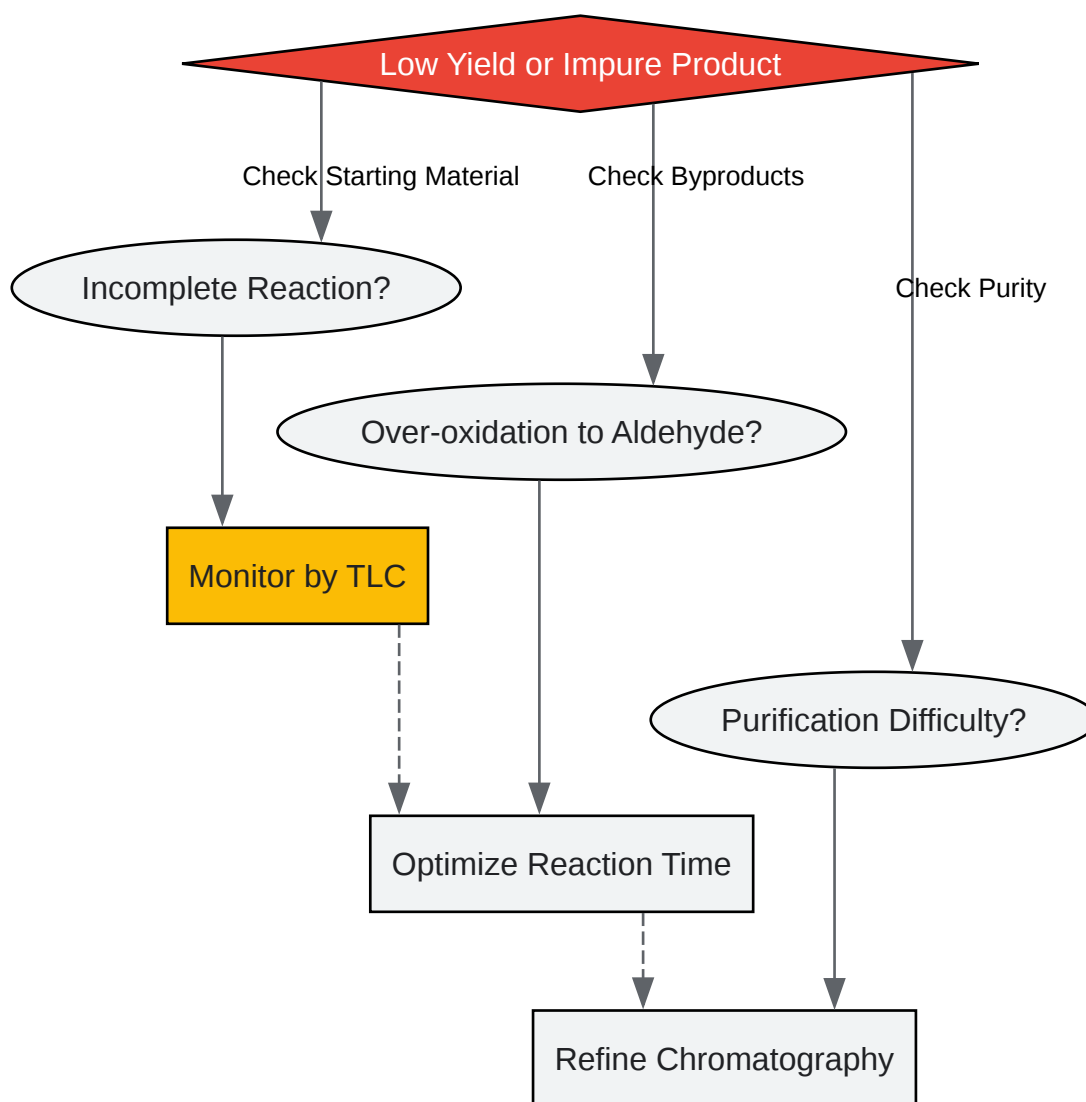 Low Yield or Impure Product
Check Starting Material
Check Byproducts
Incomplete Reaction?
Check Purity
Over-oxidation to Aldehyde?
Monitor by TLC
Purification Difficulty?
Optimize Reaction Time
Refine Chromatography